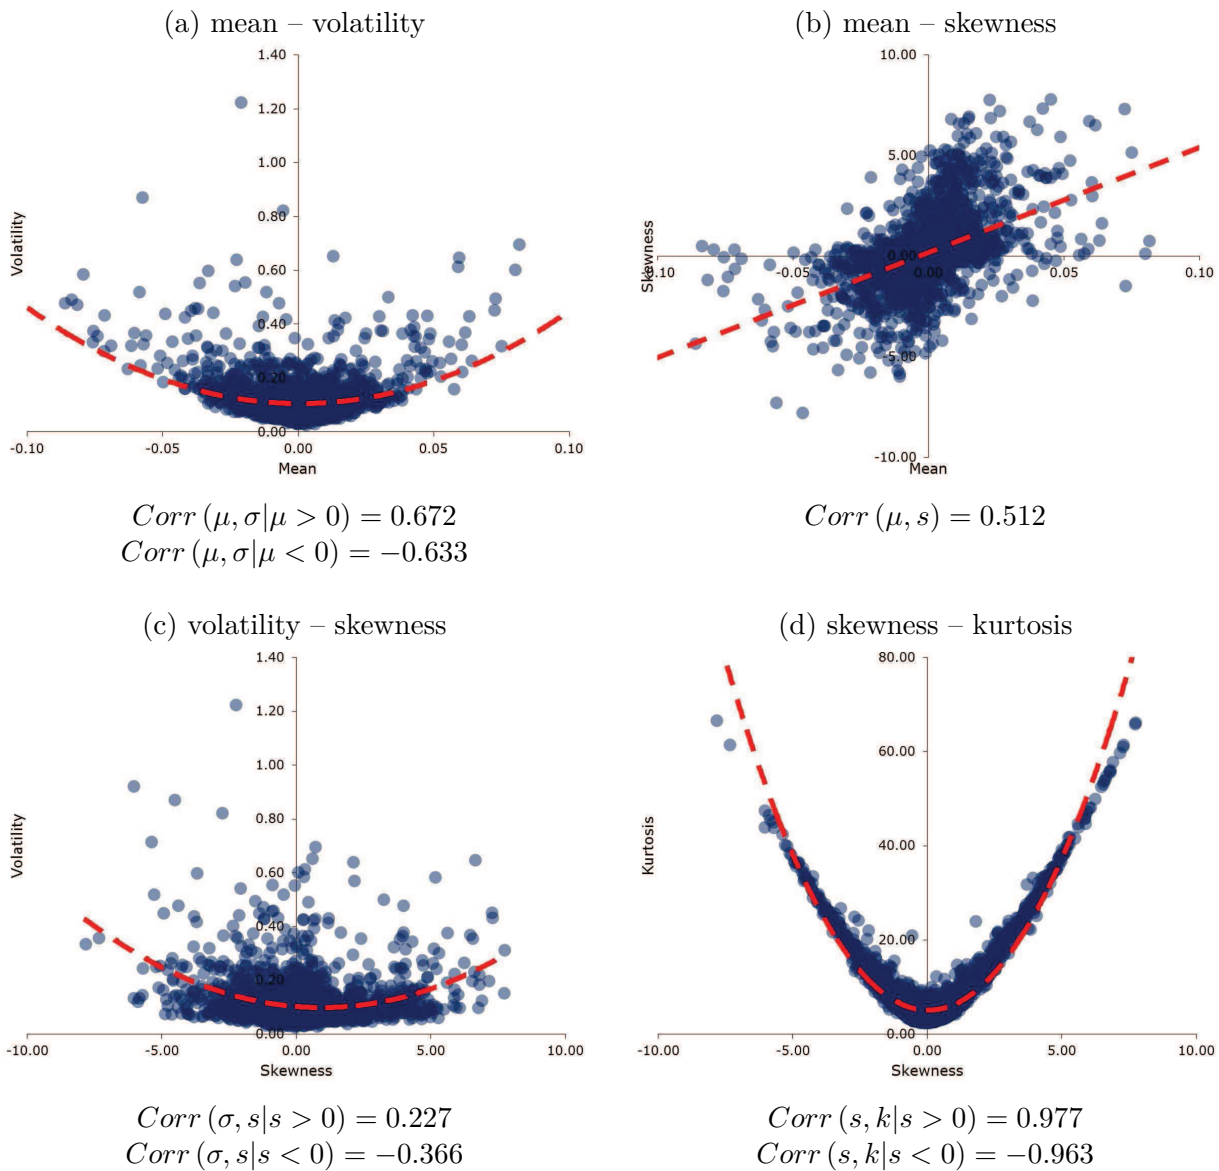 (a) mean – volatility
1.40
1.20
1.00
0.80
0.60
0.40
0.20
0.00
Volatility
-0.10
-0.05
0.00
0.05
0.10
Mean
Corr (μ, σ|μ > 0) = 0.672
Corr (μ, σ|μ < 0) = −0.633
(b) mean – skewness
10.00
5.00
0.00
-5.00
-10.00
Skewness
-0.10
-0.05
0.00
0.05
0.10
Mean
Corr (μ, s) = 0.512
(c) volatility – skewness
1.40
1.20
1.00
0.80
0.60
0.40
0.20
0.00
Volatility
-10.00
-5.00
0.00
5.00
10.00
Skewness
Corr (σ, s|s > 0) = 0.227
Corr (σ, s|s < 0) = −0.366
(d) skewness – kurtosis
80.00
60.00
40.00
20.00
0.00
Kurtosis
-10.00
-5.00
0.00
5.00
10.00
Skewness
Corr (s, k|s > 0) = 0.977
Corr (s, k|s < 0) = −0.963